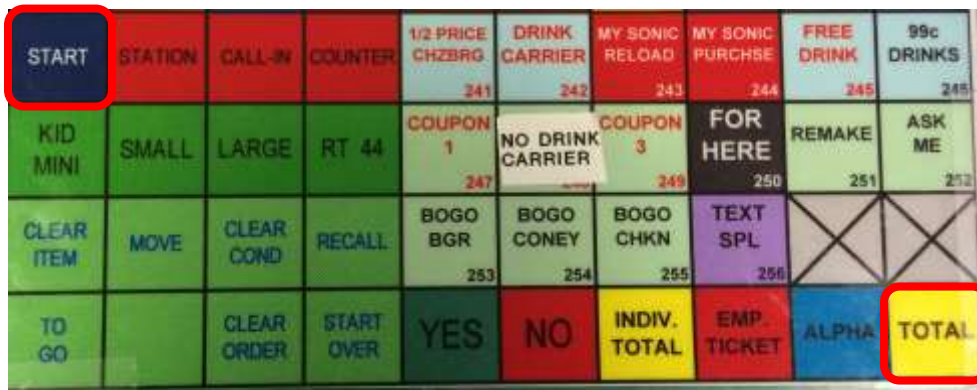 START
STATION
CALL-IN
COUNTER
1/2 PRICE
CHZBRG
241
DRINK
CARRIER
242
MY SONIC
RELOAD
243
MY SONIC
PURCHSE
244
FREE
DRINK
245
99c
DRINKS
246
KID
MINI
SMALL
LARGE
RT 44
COUPON
1
247
NO DRINK
CARRIER
COUPON
3
249
FOR
HERE
250
REMAKE
251
ASK
ME
252
CLEAR
ITEM
MOVE
CLEAR
COND
RECALL
BOGO
BGR
253
BOGO
CONEY
254
BOGO
CHKN
255
TEXT
SPL
256
TO
GO
CLEAR
ORDER
START
OVER
YES
NO
INDIV.
TOTAL
EMP.
TICKET
ALPHA
TOTAL